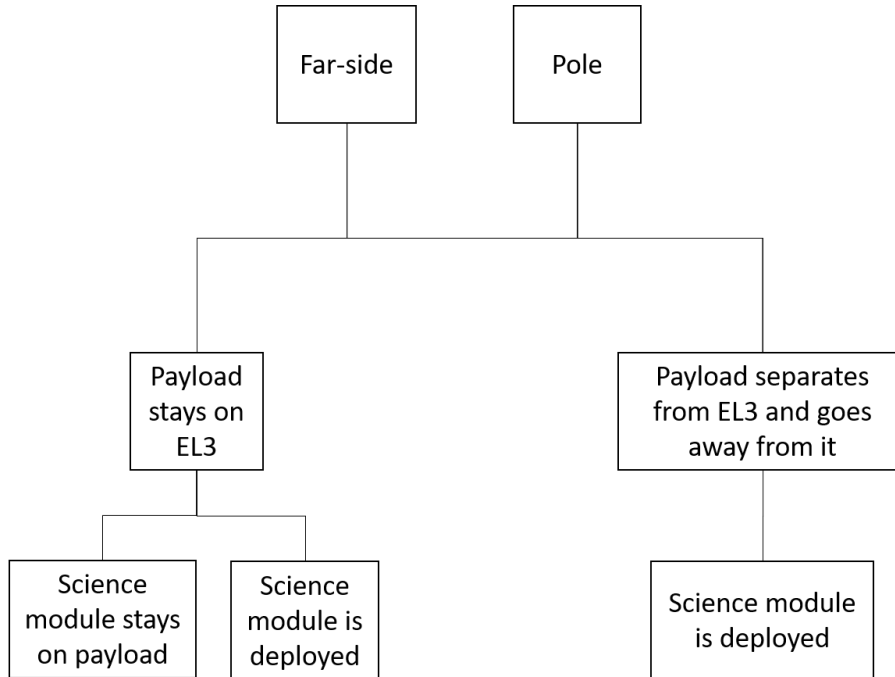 Far-side
Pole
Payload
stays on
EL3
Payload separates
from EL3 and goes
away from it
Science
module stays
on payload
Science
module is
deployed
Science module
is deployed